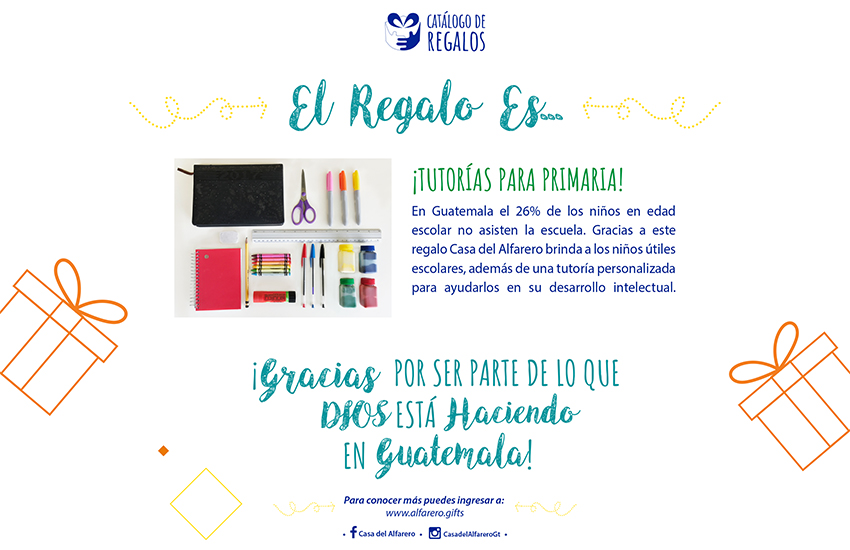 CATÁLOGO DE
REGALOS
El Regalo Es...
¡TUTORÍAS PARA PRIMARIA!
En Guatemala el 26% de los niños en edad
escolar no asisten la escuela. Gracias a este
regalo Casa del Alfarero brinda a los niños útiles
escolares, además de una tutoría personalizada
para ayudarlos en su desarrollo intelectual.
¡Gracias POR SER PARTE DE LO QUE
DIOS ESTÁ Haciendo
EN Guatemala!
Para conocer más puedes ingresar a:
www.alfarero.gifts
• Casa del Alfarero • CasadelAlfareroGt •